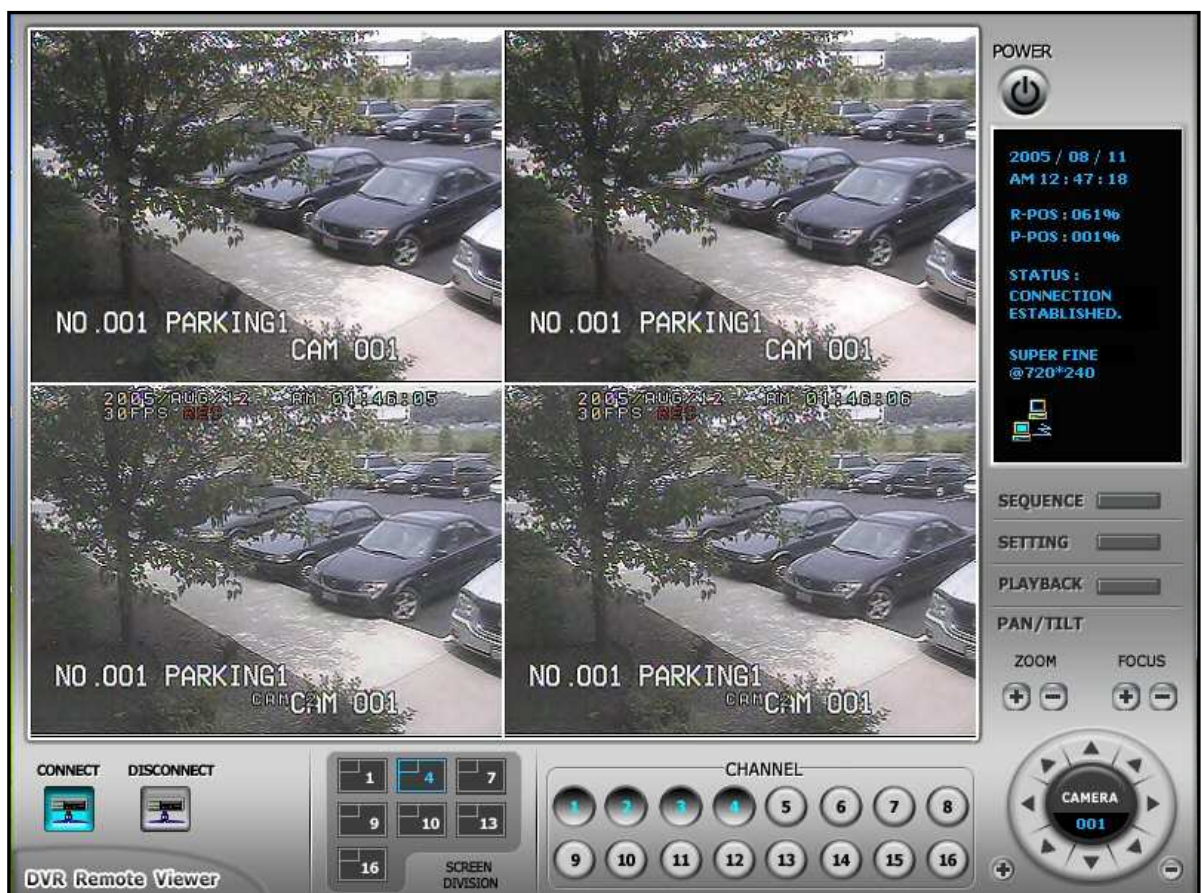 POWER
2005 / 08 / 11
AM 12 : 47 : 18
R-POS : 061%
P-POS : 001%
STATUS :
CONNECTION
ESTABLISHED.
SUPER FINE
@720*240
NO.001 PARKING1
CAM 001
NO.001 PARKING1
CAM 001
2005/AUG/12 AM 01:46:05
30FPS REC
2005/AUG/12 AM 01:46:06
30FPS REC
NO.001 PARKING1
CAM 001
NO.001 PARKING1
CAM 001
SEQUENCE
SETTING
PLAYBACK
PAN/TILT
ZOOM FOCUS
+ − + −
CAMERA
001
+ −
CONNECT DISCONNECT
1 4 7
9 10 13
16
SCREEN
DIVISION
CHANNEL
1 2 3 4 5 6 7 8
9 10 11 12 13 14 15 16
DVR Remote Viewer